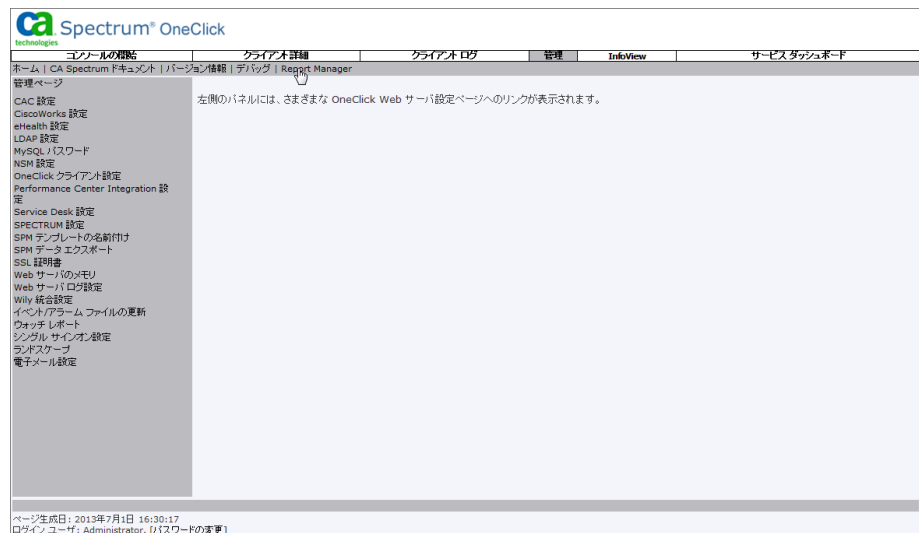 ca technologies Spectrum® OneClick
コンソールの開始 クライアント詳細 クライアント ログ 管理 InfoView サービス ダッシュボード
ホーム | CA Spectrum ドキュメント | バージョン情報 | デバッグ | Report Manager
管理ページ
左側のパネルには、さまざまな OneClick Web サーバ設定ページへのリンクが表示されます。
CAC 設定
CiscoWorks 設定
eHealth 設定
LDAP 設定
MySQL パスワード
NSM 設定
OneClick クライアント設定
Performance Center Integration 設
定
Service Desk 設定
SPECTRUM 設定
SPM テンプレートの名前付け
SPM データ エクスポート
SSL 証明書
Web サーバのメモリ
Web サーバ ログ設定
Wily 統合設定
イベント/アラーム ファイルの更新
ウォッチ レポート
シングル サインオン設定
ランドスケープ
電子メール設定
ページ生成日: 2013年7月1日 16:30:17
ログイン ユーザ: Administrator. [パスワードの変更]